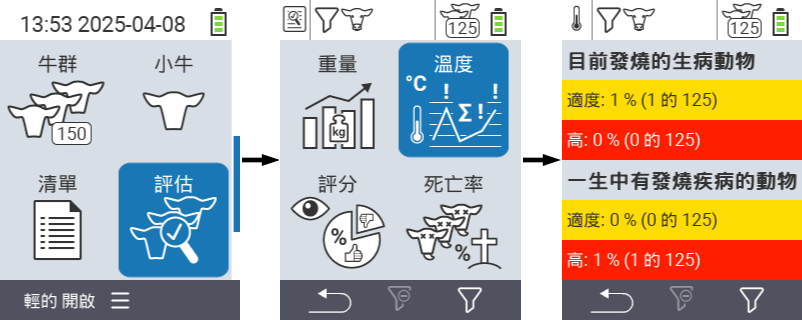 13:53 2025-04-08
牛群
小牛
150
清單
評估
輕的 開啟
125
重量
溫度
kg
°C
! !
Σ!
評分
死亡率
%
%
125
目前發燒的生病動物
適度: 1 % (1 的 125)
高: 0 % (0 的 125)
一生中有發燒疾病的動物
適度: 0 % (0 的 125)
高: 1 % (1 的 125)